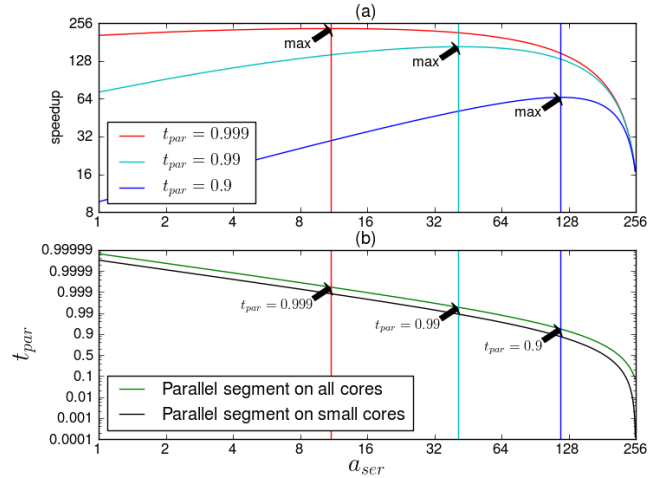 (a)
256
128
64
32
16
8
speedup
max
max
max
t_par = 0.999
t_par = 0.99
t_par = 0.9
1 2 4 8 16 32 64 128 256
(b)
0.99999
0.9999
0.999
0.99
0.9
0.5
0.1
0.01
0.001
0.0001
t_par
t_par = 0.999
t_par = 0.99
t_par = 0.9
Parallel segment on all cores
Parallel segment on small cores
1 2 4 8 16 32 64 128 256
a_ser